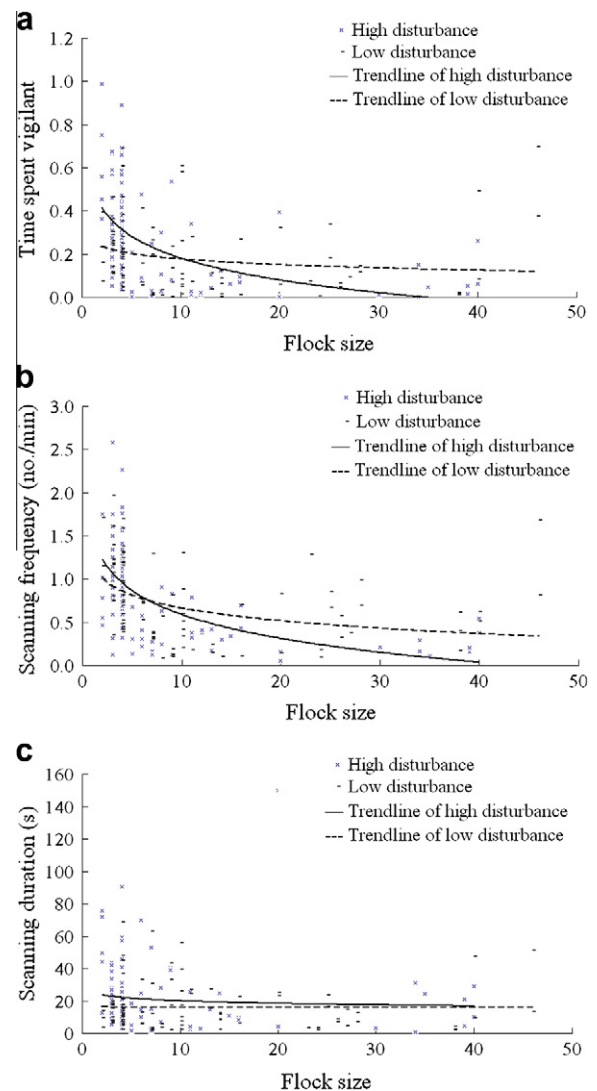 a
1.2
1.0
0.8
0.6
0.4
0.2
0.0
Time spent vigilant
High disturbance
Low disturbance
Trendline of high disturbance
Trendline of low disturbance
0 10 20 30 40 50
Flock size
b
3.0
2.5
2.0
1.5
1.0
0.5
0.0
Scanning frequency (no./min)
High disturbance
Low disturbance
Trendline of high disturbance
Trendline of low disturbance
0 10 20 30 40 50
Flock size
c
160
140
120
100
80
60
40
20
0
Scanning duration (s)
High disturbance
Low disturbance
Trendline of high disturbance
Trendline of low disturbance
0 10 20 30 40 50
Flock size